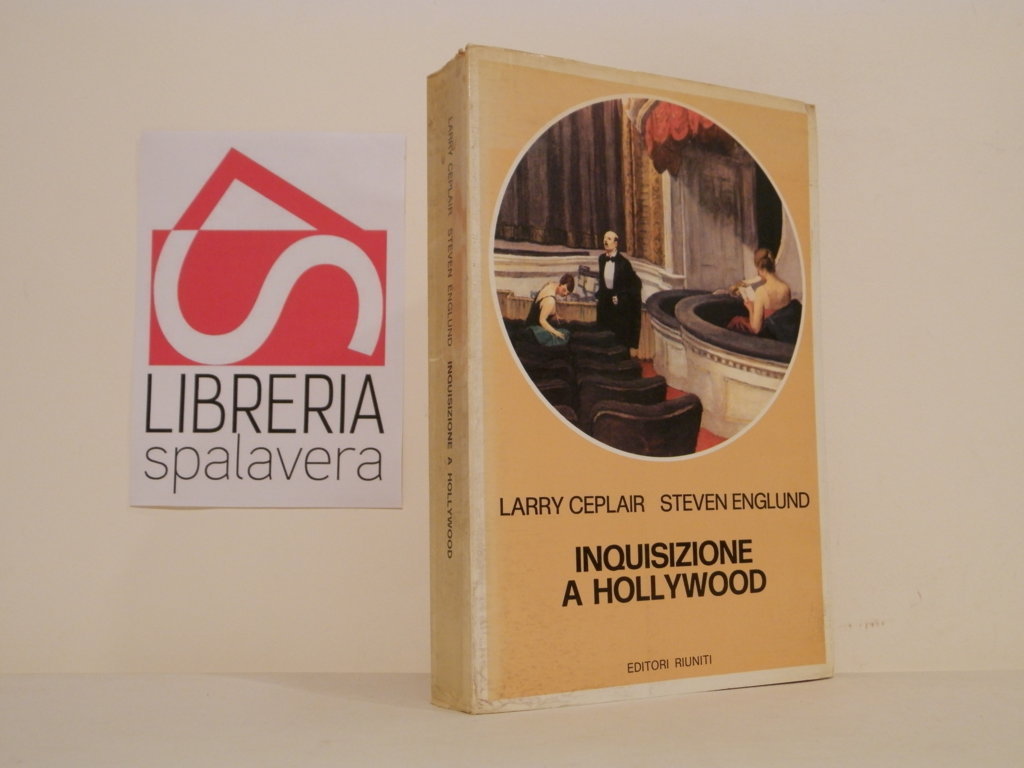 LIBRERIA
spalavera
LARRY CEPLAIR STEVEN ENGLUND INQUISIZIONE A HOLLYWOOD
LARRY CEPLAIR STEVEN ENGLUND
INQUISIZIONE
A HOLLYWOOD
EDITORI RIUNITI